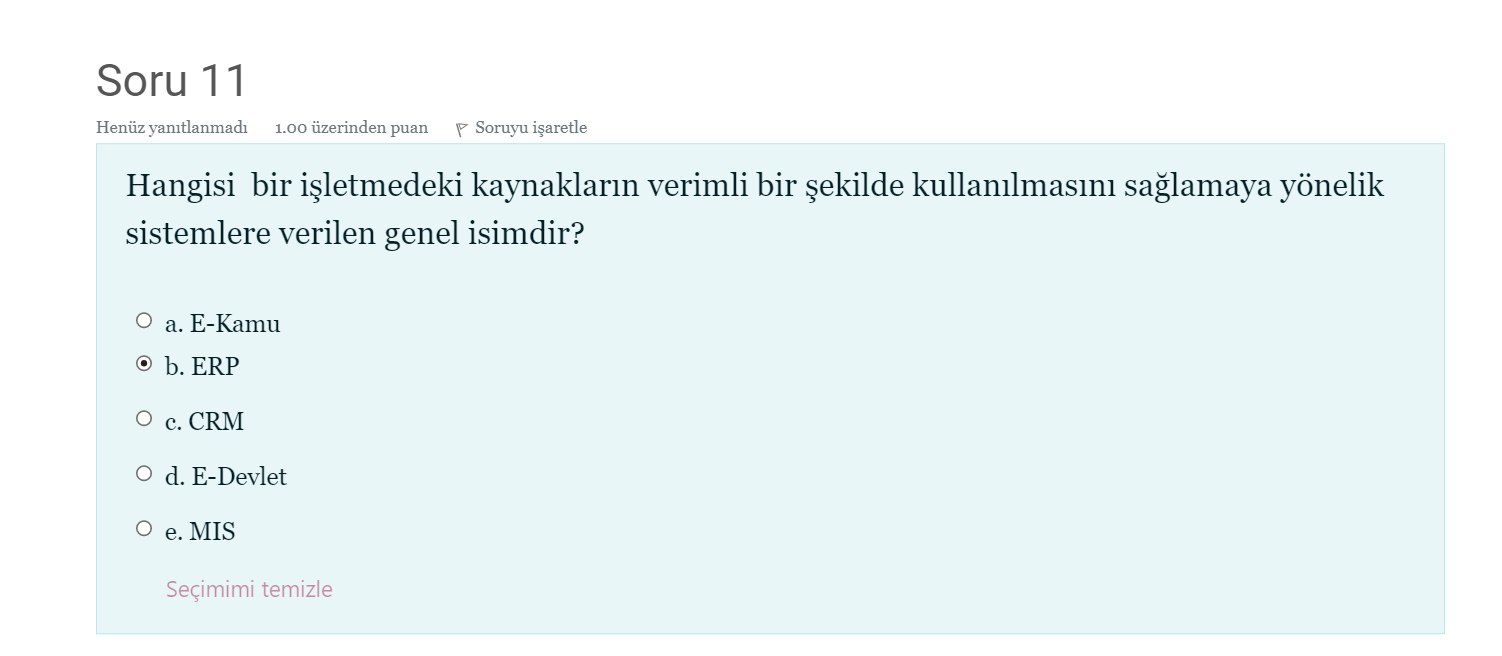 Soru 11
Henüz yanıtlanmadı 1.00 üzerinden puan Soruyu işaretle
Hangisi bir işletmedeki kaynakların verimli bir şekilde kullanılmasını sağlamaya yönelik
sistemlere verilen genel isimdir?
a. E-Kamu
b. ERP
c. CRM
d. E-Devlet
e. MIS
Seçimimi temizle